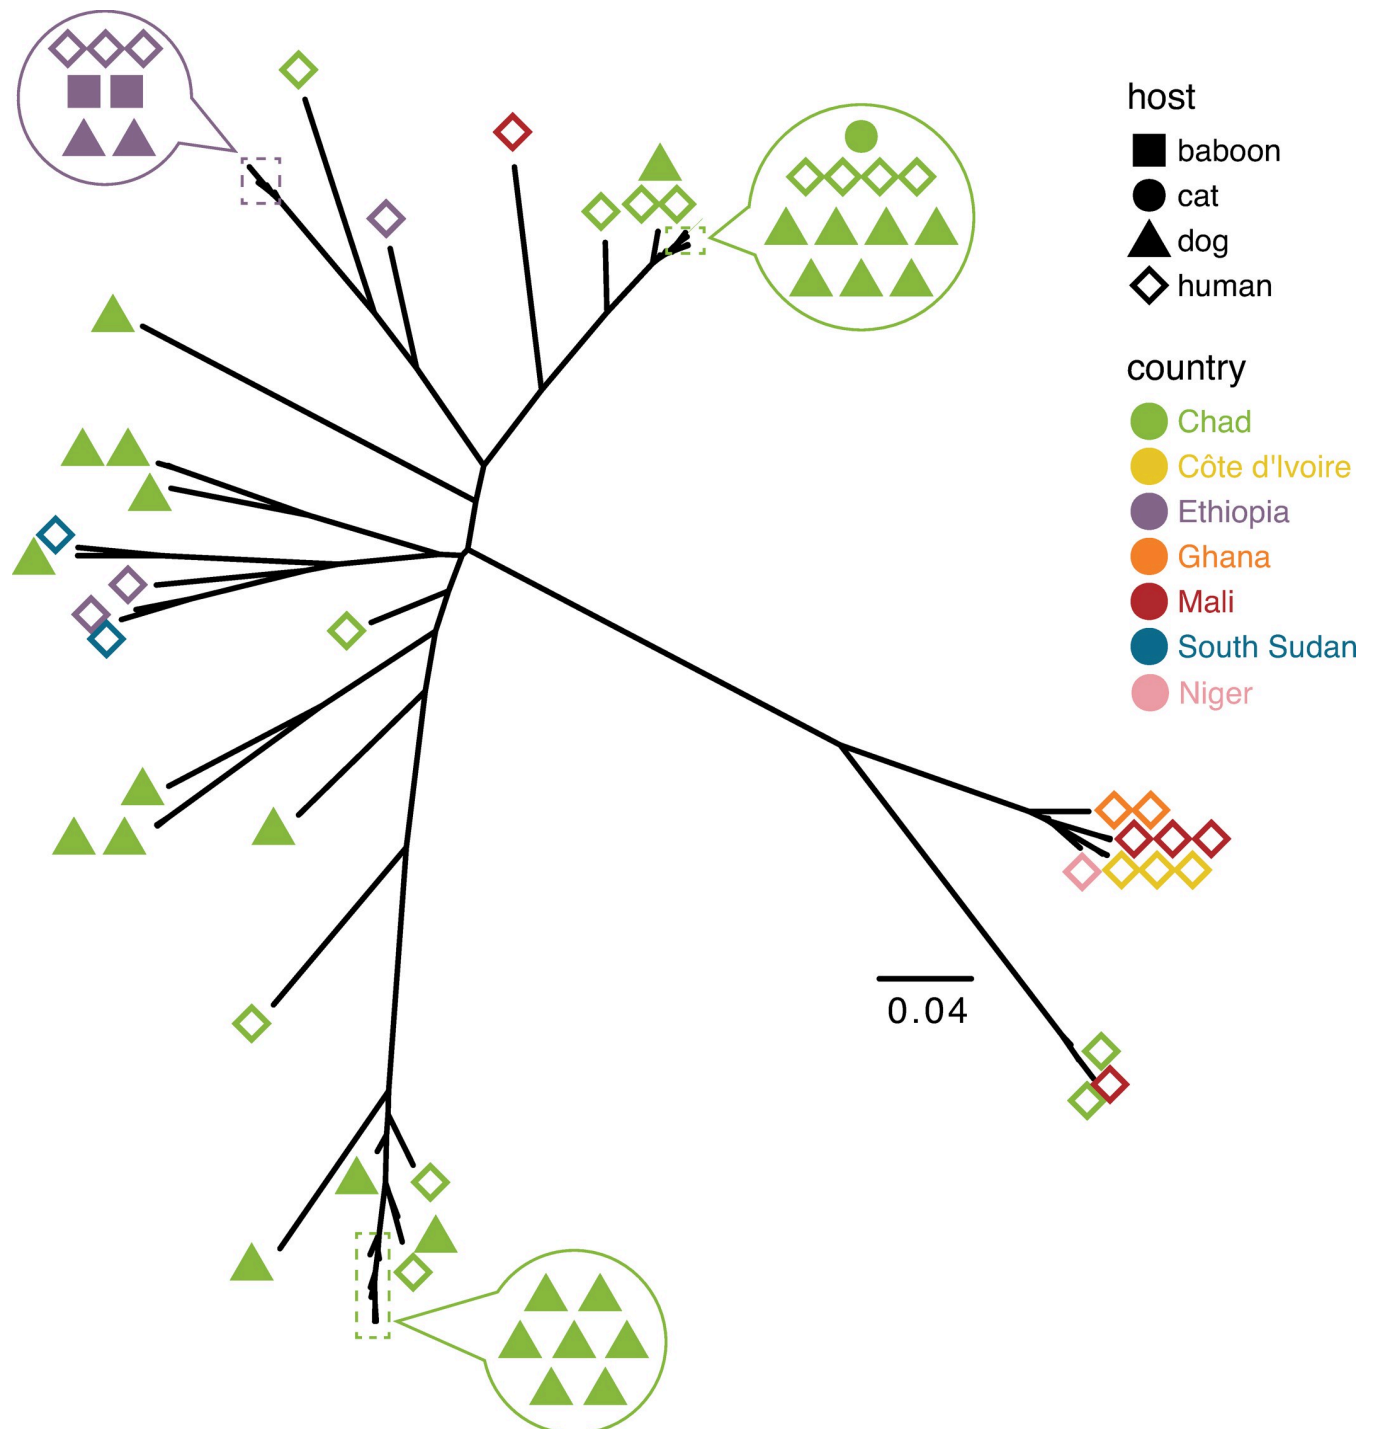 host
baboon
cat
dog
human
country
Chad
Côte d'Ivoire
Ethiopia
Ghana
Mali
South Sudan
Niger
0.04